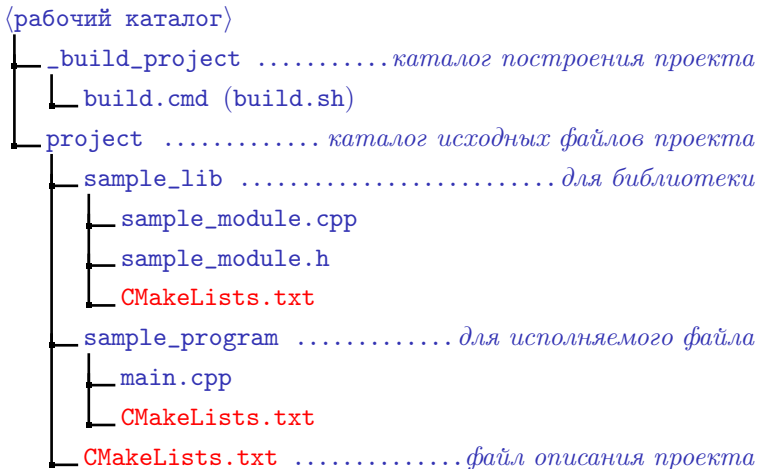 ⟨рабочий каталог⟩
_build_project ........... каталог построения проекта
build.cmd (build.sh)
project ............. каталог исходных файлов проекта
sample_lib ........................... для библиотеки
sample_module.cpp
sample_module.h
CMakeLists.txt
sample_program ............. для исполняемого файла
main.cpp
CMakeLists.txt
CMakeLists.txt .............. файл описания проекта